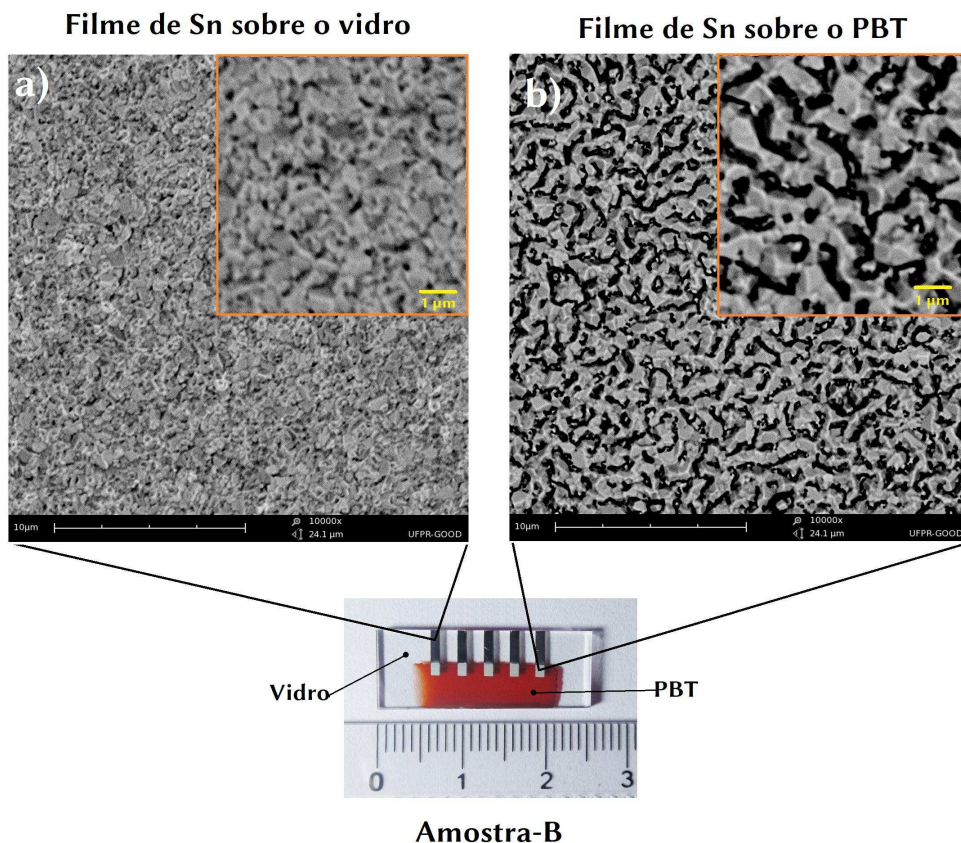 Filme de Sn sobre o vidro
Filme de Sn sobre o PBT
a)
1 μm
b)
1 μm
10μm
10000x
24.1 μm
UFPR-GOOD
10μm
10000x
24.1 μm
UFPR-GOOD
Vidro
PBT
0 1 2 3
Amostra-B